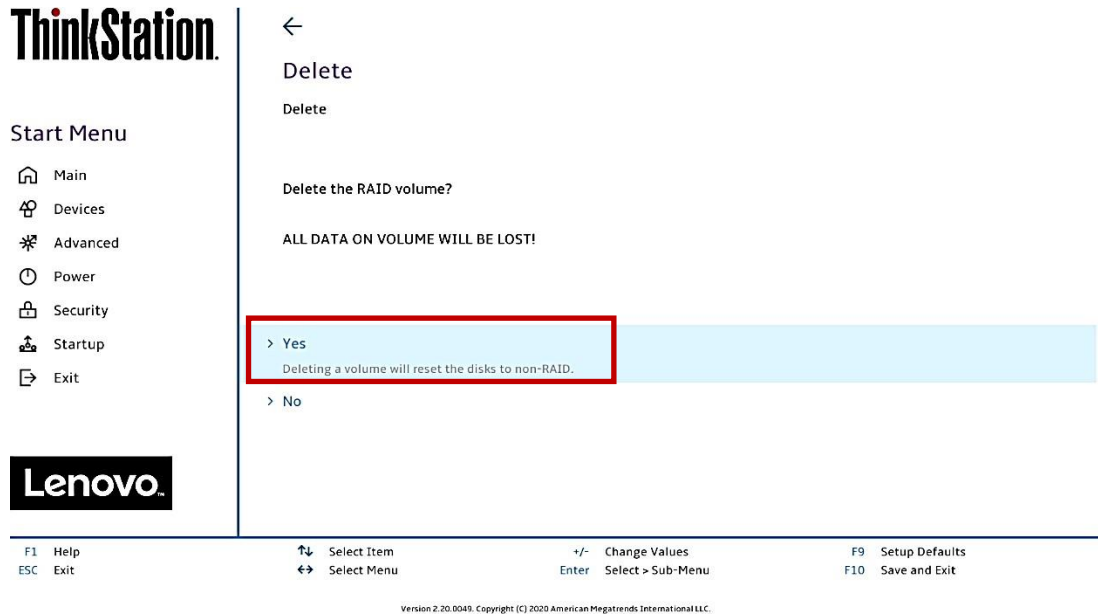 ThinkStation.
Start Menu
Main
Devices
Advanced
Power
Security
Startup
Exit
Lenovo™
Delete
Delete
Delete the RAID volume?
ALL DATA ON VOLUME WILL BE LOST!
> Yes
Deleting a volume will reset the disks to non-RAID.
> No
F1 Help
ESC Exit
↑↓ Select Item
↔ Select Menu
+/- Change Values
Enter Select > Sub-Menu
F9 Setup Defaults
F10 Save and Exit
Version 2.20.0049. Copyright (C) 2020 American Megatrends International LLC.